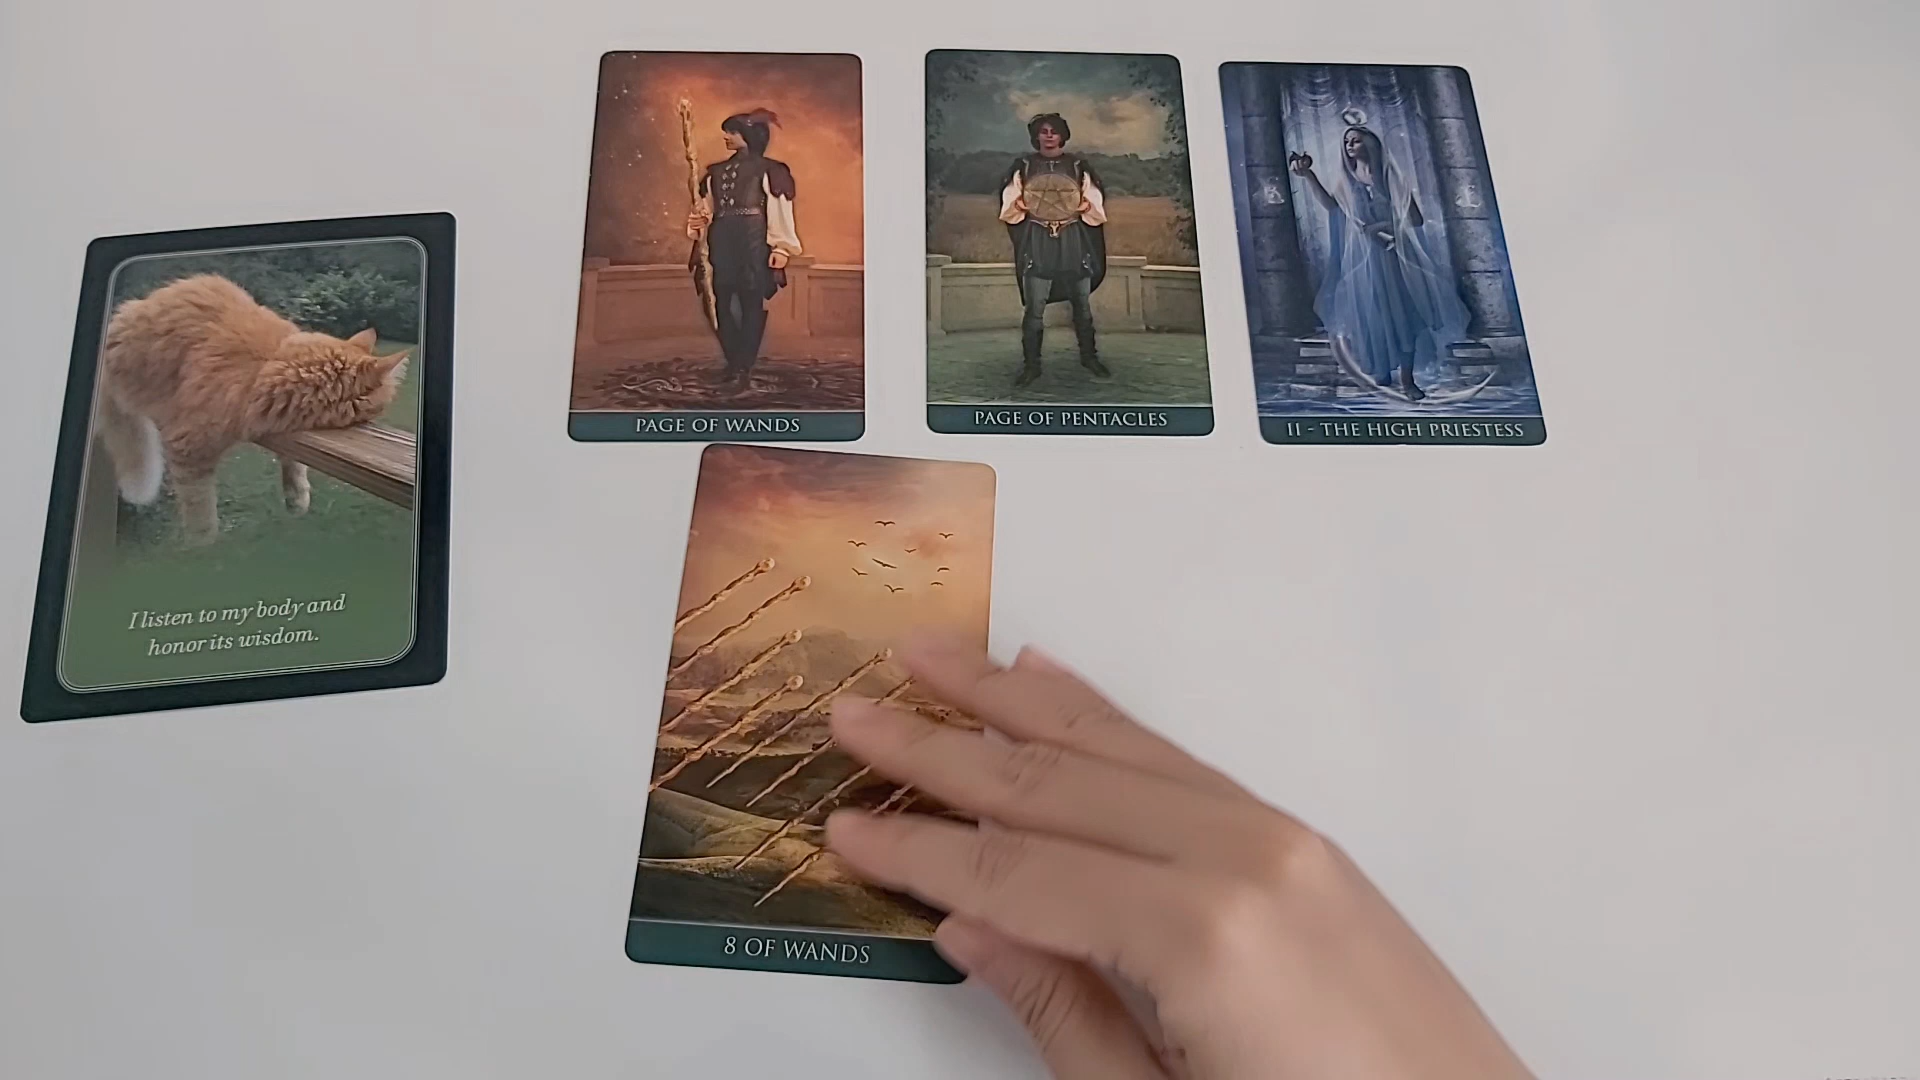 PAGE OF WANDS
PAGE OF PENTACLES
II - THE HIGH PRIESTESS
I listen to my body and
honor its wisdom.
8 OF WANDS